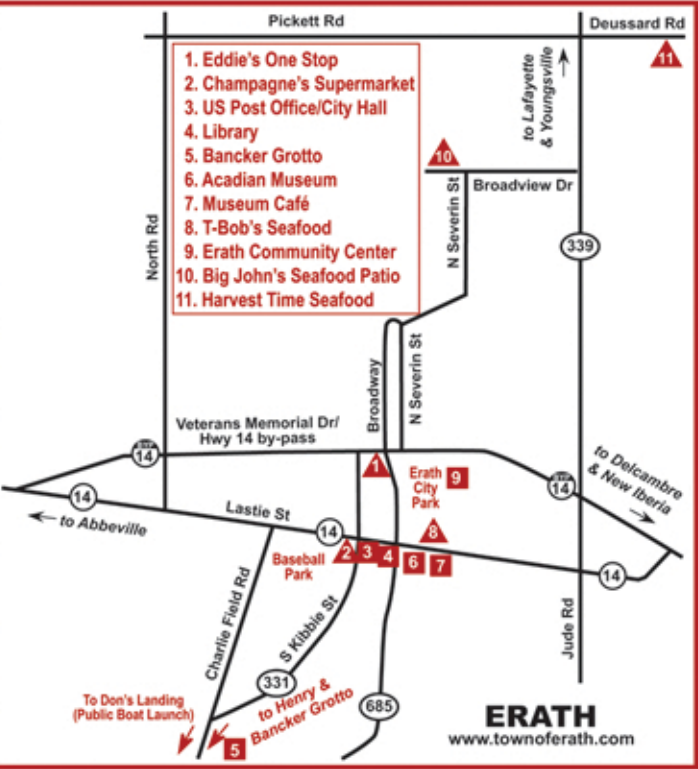 Pickett Rd
Deussard Rd
11
1. Eddie's One Stop
2. Champagne's Supermarket
3. US Post Office/City Hall
4. Library
5. Bancker Grotto
6. Acadian Museum
7. Museum Café
8. T-Bob's Seafood
9. Erath Community Center
10. Big John's Seafood Patio
11. Harvest Time Seafood
to Lafayette
& Youngsville
10
Broadview Dr
N Severin St
North Rd
339
Broadway
N Severin St
Veterans Memorial Dr/
Hwy 14 by-pass
BYP
14
1
Erath
City
Park
9
BYP
14
to Delcambre
& New Iberia
14
to Abbeville
Lastie St
14
8
Baseball
Park
2
3
4
6
7
14
Charlie Field Rd
S Kibbie St
Jude Rd
331
to Henry &
Bancker Grotto
To Don's Landing
(Public Boat Launch)
5
685
ERATH
www.townoferath.com